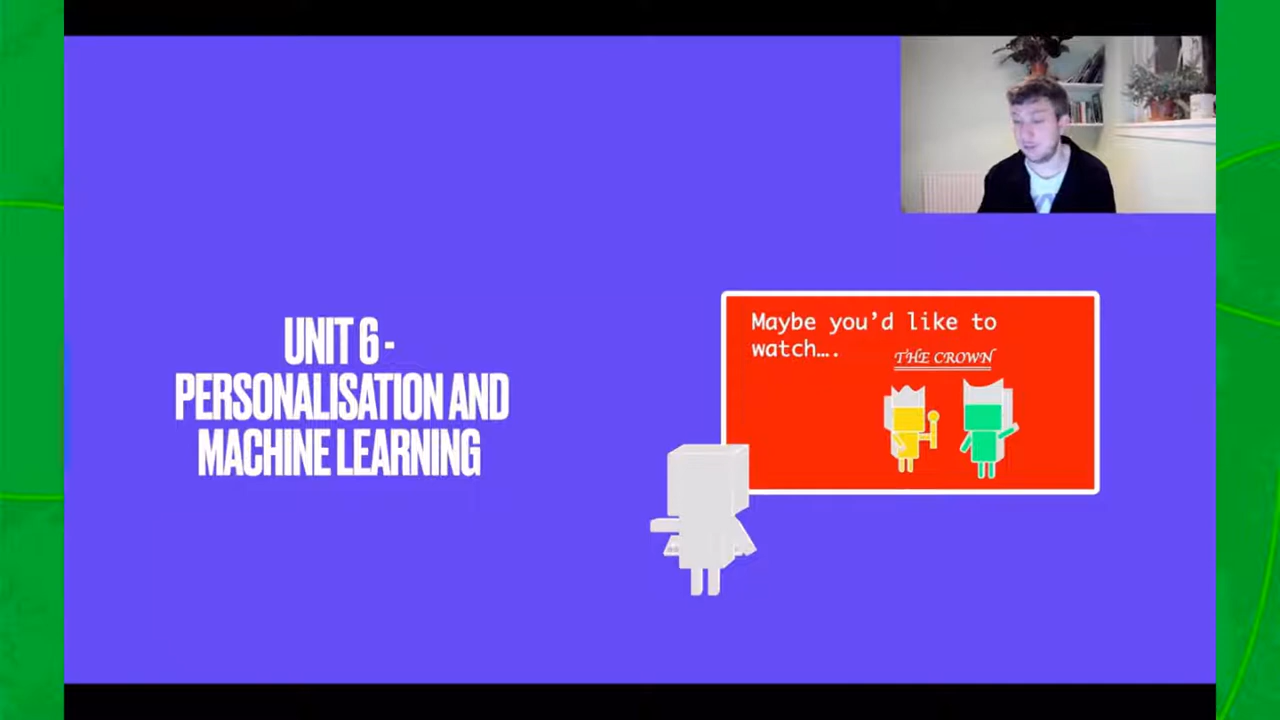 UNIT 6 -
PERSONALISATION AND
MACHINE LEARNING
Maybe you’d like to
watch….
THE CROWN